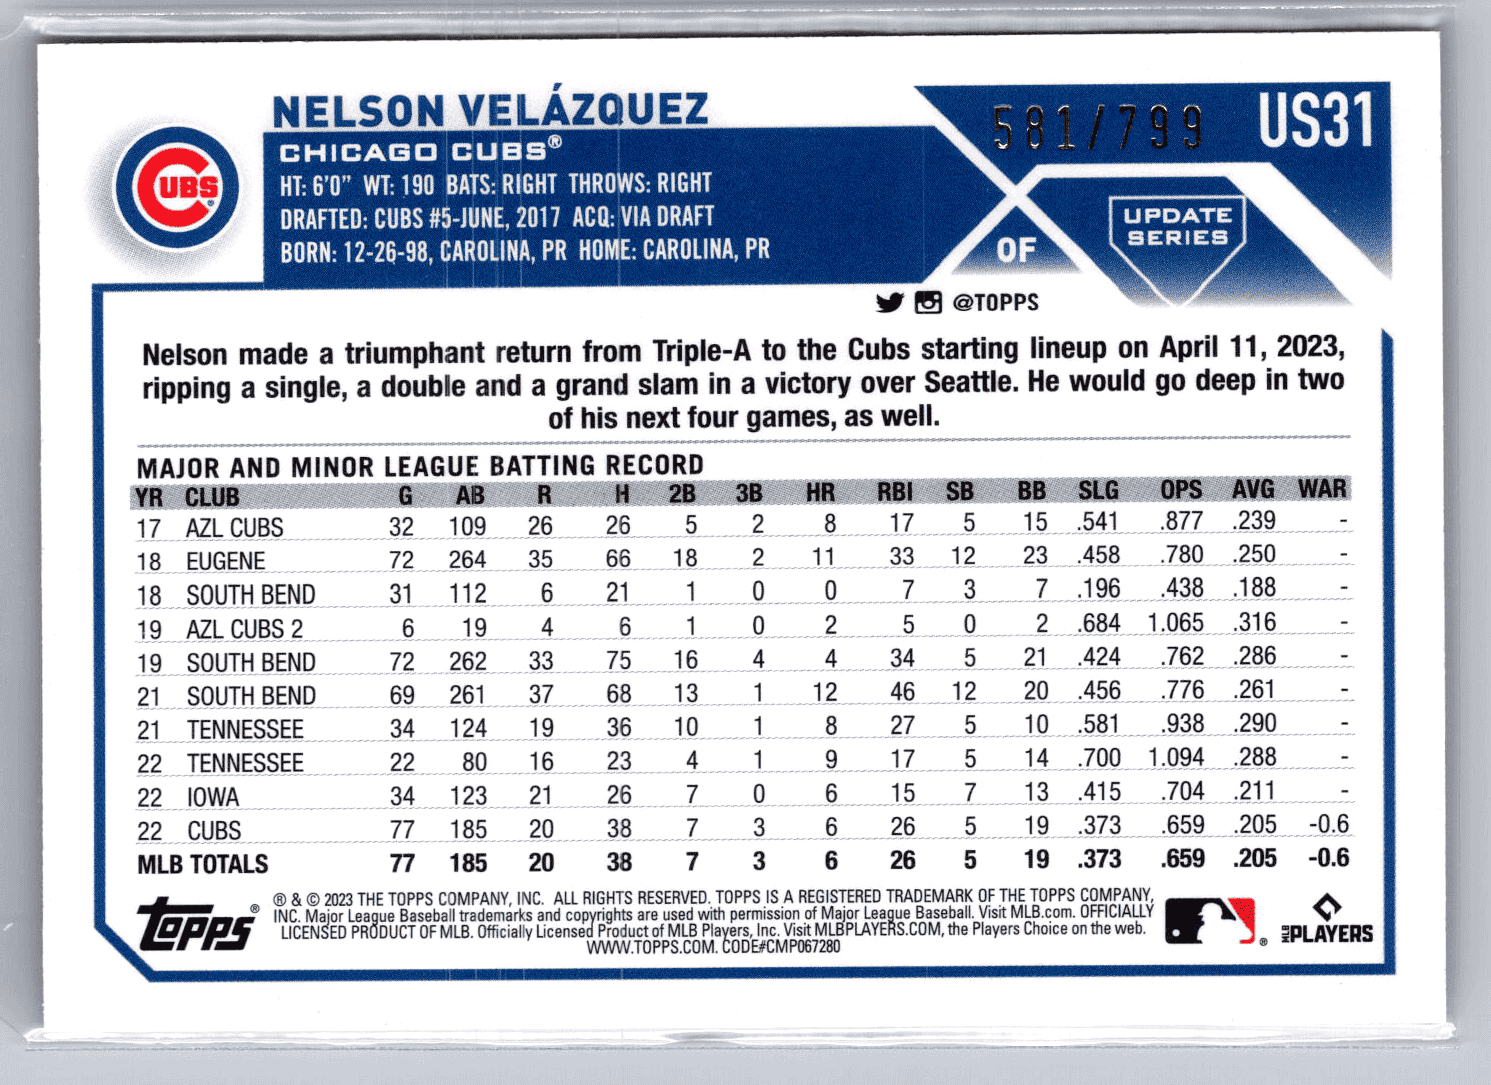 NELSON VELÁZQUEZ
CHICAGO CUBS®
HT: 6'0" WT: 190 BATS: RIGHT THROWS: RIGHT
DRAFTED: CUBS #5-JUNE, 2017 ACQ: VIA DRAFT
BORN: 12-26-98, CAROLINA, PR HOME: CAROLINA, PR
CUBS®
581/799
US31
OF
UPDATE
SERIES
@TOPPS
Nelson made a triumphant return from Triple-A to the Cubs starting lineup on April 11, 2023,
ripping a single, a double and a grand slam in a victory over Seattle. He would go deep in two
of his next four games, as well.
MAJOR AND MINOR LEAGUE BATTING RECORD
YR CLUB G AB R H 2B 3B HR RBI SB BB SLG OPS AVG WAR
17 AZL CUBS 32 109 26 26 5 2 8 17 5 15 .541 .877 .239 -
18 EUGENE 72 264 35 66 18 2 11 33 12 23 .458 .780 .250 -
18 SOUTH BEND 31 112 6 21 1 0 0 7 3 7 .196 .438 .188 -
19 AZL CUBS 2 6 19 4 6 1 0 2 5 0 2 .684 1.065 .316 -
19 SOUTH BEND 72 262 33 75 16 4 4 34 5 21 .424 .762 .286 -
21 SOUTH BEND 69 261 37 68 13 1 12 46 12 20 .456 .776 .261 -
21 TENNESSEE 34 124 19 36 10 1 8 27 5 10 .581 .938 .290 -
22 TENNESSEE 22 80 16 23 4 1 9 17 5 14 .700 1.094 .288 -
22 IOWA 34 123 21 26 7 0 6 15 7 13 .415 .704 .211 -
22 CUBS 77 185 20 38 7 3 6 26 5 19 .373 .659 .205 -0.6
MLB TOTALS 77 185 20 38 7 3 6 26 5 19 .373 .659 .205 -0.6
TOPPS®
® & © 2023 THE TOPPS COMPANY, INC. ALL RIGHTS RESERVED. TOPPS IS A REGISTERED TRADEMARK OF THE TOPPS COMPANY,
INC. Major League Baseball trademarks and copyrights are used with permission of Major League Baseball. Visit MLB.com. OFFICIALLY
LICENSED PRODUCT OF MLB. Officially Licensed Product of MLB Players, Inc. Visit MLBPLAYERS.COM, the Players Choice on the web.
WWW.TOPPS.COM. CODE#CMP067280
®
MLB PLAYERS